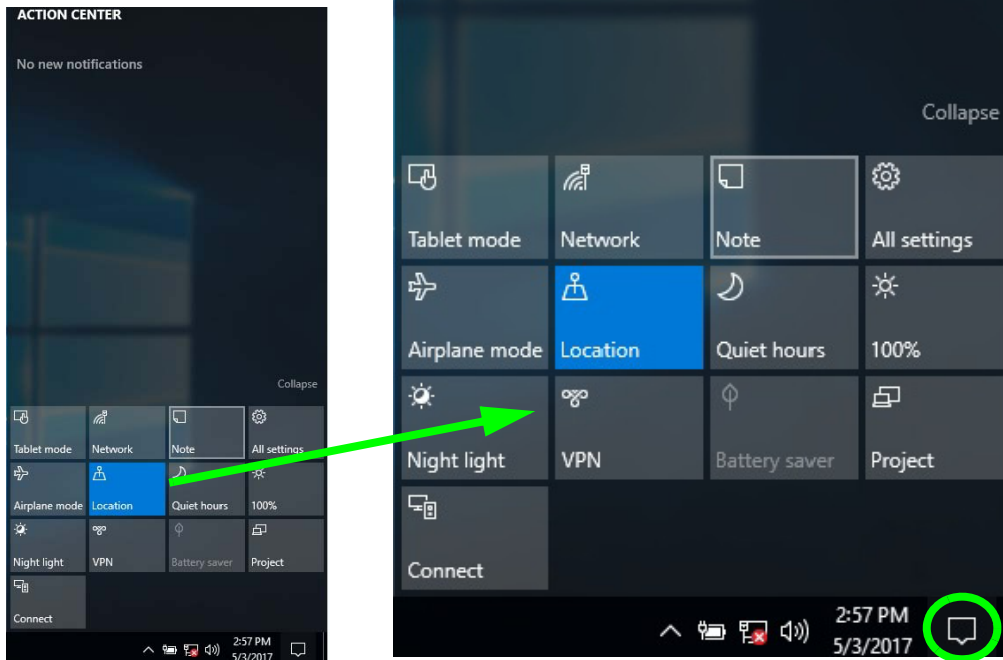 ACTION CENTER
No new notifications
Collapse
Tablet mode Network Note All settings
Airplane mode Location Quiet hours 100%
Night light VPN Battery saver Project
Connect
2:57 PM
5/3/2017
Collapse
Tablet mode Network Note All settings
Airplane mode Location Quiet hours 100%
Night light VPN Battery saver Project
Connect
2:57 PM
5/3/2017